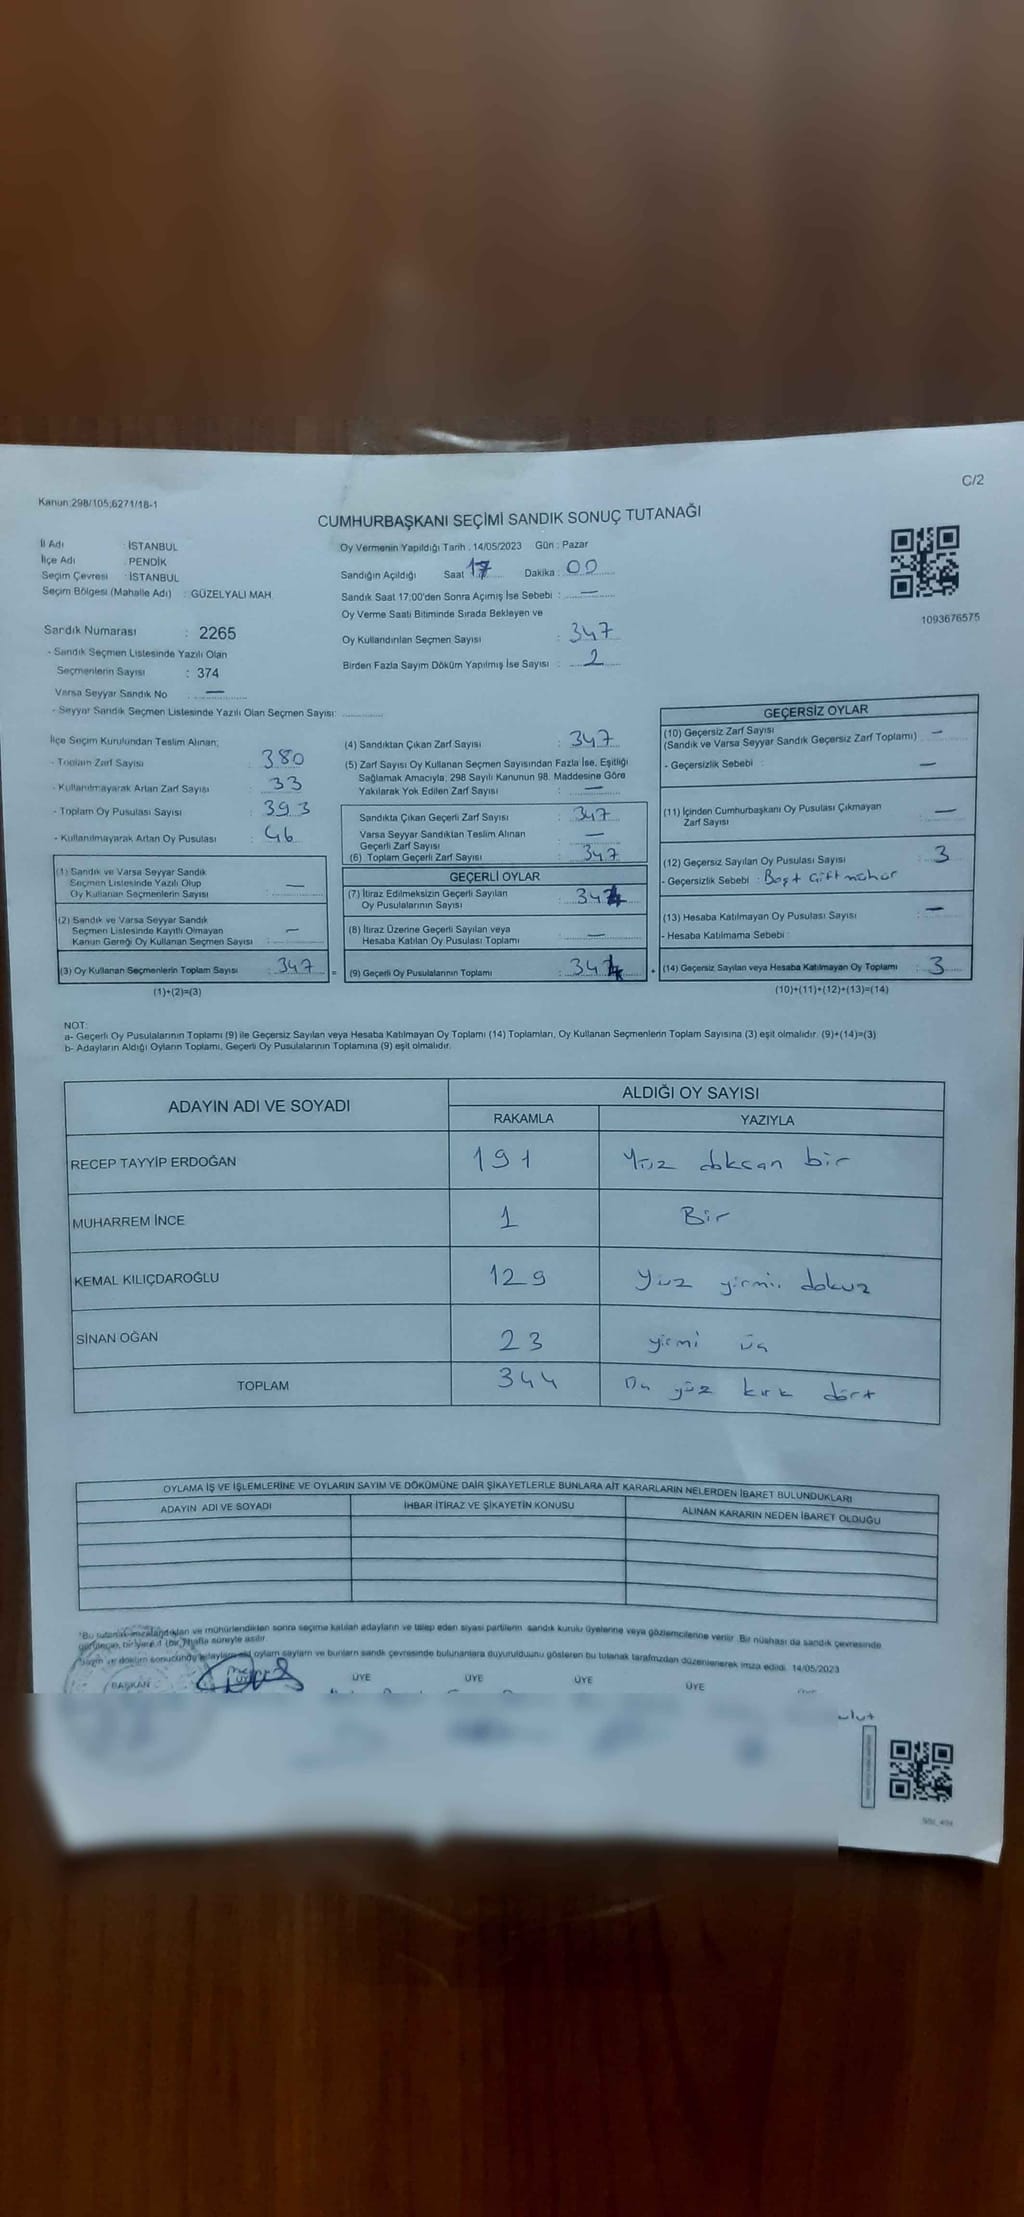 C/2
Kanun:298/105;6271/18-1
CUMHURBAŞKANI SEÇİMİ SANDIK SONUÇ TUTANAĞI
İl Adı : İSTANBUL
İlçe Adı : PENDİK
Seçim Çevresi : İSTANBUL
Seçim Bölgesi (Mahalle Adı) : GÜZELYALI MAH
Sandık Numarası : 2265
- Sandık Seçmen Listesinde Yazılı Olan
Seçmenlerin Sayısı : 374
Varsa Seyyar Sandık No —
- Seyyar Sandık Seçmen Listesinde Yazılı Olan Seçmen Sayısı:
Oy Vermenin Yapıldığı Tarih : 14/05/2023 Gün : Pazar
Sandığın Açıldığı Saat 17 Dakika : 00
Sandık Saat 17:00'den Sonra Açılmış İse Sebebi : —
Oy Verme Saati Bitiminde Sırada Bekleyen ve
Oy Kullandırılan Seçmen Sayısı : 347
Birden Fazla Sayım Döküm Yapılmış İse Sayısı : 2
1093676575
İlçe Seçim Kurulundan Teslim Alınan;
- Toplam Zarf Sayısı : 380
- Kullanılmayarak Artan Zarf Sayısı : 33
- Toplam Oy Pusulası Sayısı : 393
- Kullanılmayarak Artan Oy Pusulası : 46
(1) Sandık ve Varsa Seyyar Sandık
Seçmen Listesinde Yazılı Olup
Oy Kullanan Seçmenlerin Sayısı : —
(2) Sandık ve Varsa Seyyar Sandık
Seçmen Listesinde Kayıtlı Olmayan
Kanun Gereği Oy Kullanan Seçmen Sayısı : —
(3) Oy Kullanan Seçmenlerin Toplam Sayısı : 347
(1)+(2)=(3)
(4) Sandıktan Çıkan Zarf Sayısı : 347
(5) Zarf Sayısı Oy Kullanan Seçmen Sayısından Fazla İse, Eşitliği
Sağlamak Amacıyla, 298 Sayılı Kanunun 98. Maddesine Göre
Yakılarak Yok Edilen Zarf Sayısı : —
Sandıkta Çıkan Geçerli Zarf Sayısı : 347
Varsa Seyyar Sandıktan Teslim Alınan
Geçerli Zarf Sayısı : —
(6) Toplam Geçerli Zarf Sayısı : 347
GEÇERLİ OYLAR
(7) İtiraz Edilmeksizin Geçerli Sayılan
Oy Pusulalarının Sayısı : 344
(8) İtiraz Üzerine Geçerli Sayılan veya
Hesaba Katılan Oy Pusulası Toplamı : —
= (9) Geçerli Oy Pusulalarının Toplamı : 344
GEÇERSİZ OYLAR
(10) Geçersiz Zarf Sayısı
(Sandık ve Varsa Seyyar Sandık Geçersiz Zarf Toplamı) : —
- Geçersizlik Sebebi : —
(11) İçinden Cumhurbaşkanı Oy Pusulası Çıkmayan
Zarf Sayısı : —
(12) Geçersiz Sayılan Oy Pusulası Sayısı : 3
- Geçersizlik Sebebi : Boş+ Çift mühür
(13) Hesaba Katılmayan Oy Pusulası Sayısı : —
- Hesaba Katılmama Sebebi :
+ (14) Geçersiz Sayılan veya Hesaba Katılmayan Oy Toplamı : 3
(10)+(11)+(12)+(13)=(14)
NOT:
a- Geçerli Oy Pusulalarının Toplamı (9) ile Geçersiz Sayılan veya Hesaba Katılmayan Oy Toplamı (14) Toplamları, Oy Kullanan Seçmenlerin Toplam Sayısına (3) eşit olmalıdır. (9)+(14)=(3)
b- Adayların Aldığı Oyların Toplamı, Geçerli Oy Pusulalarının Toplamına (9) eşit olmalıdır.
ADAYIN ADI VE SOYADI ALDIĞI OY SAYISI
RAKAMLA YAZIYLA
RECEP TAYYİP ERDOĞAN 191 Yüz doksan bir
MUHARREM İNCE 1 Bir
KEMAL KILIÇDAROĞLU 129 Yüz yirmi dokuz
SİNAN OĞAN 23 yirmi üç
TOPLAM 344 Üç yüz kırk dört
OYLAMA İŞ VE İŞLEMLERİNE VE OYLARIN SAYIM VE DÖKÜMÜNE DAİR ŞİKAYETLERLE BUNLARA AİT KARARLARIN NELERDEN İBARET BULUNDUKLARI
ADAYIN ADI VE SOYADI İHBAR İTİRAZ VE ŞİKAYETİN KONUSU ALINAN KARARIN NEDEN İBARET OLDUĞU
*Bu tutanak imzalandıktan ve mühürlendikten sonra seçime katılan adayların ve talep eden siyasi partilerin sandık kurulu üyelerine veya gözlemcilerine verilir. Bir nüshası da sandık çevresinde
görülecek bir yere 1 (bir) hafta süreyle asılır.
oyların sayılarını ve bunların sandık çevresinde bulunanlara duyurulduğunu gösteren bu tutanak tarafımızdan düzenlenerek imza edildi. 14/05/2023
BAŞKAN ÜYE ÜYE ÜYE ÜYE ÜYE